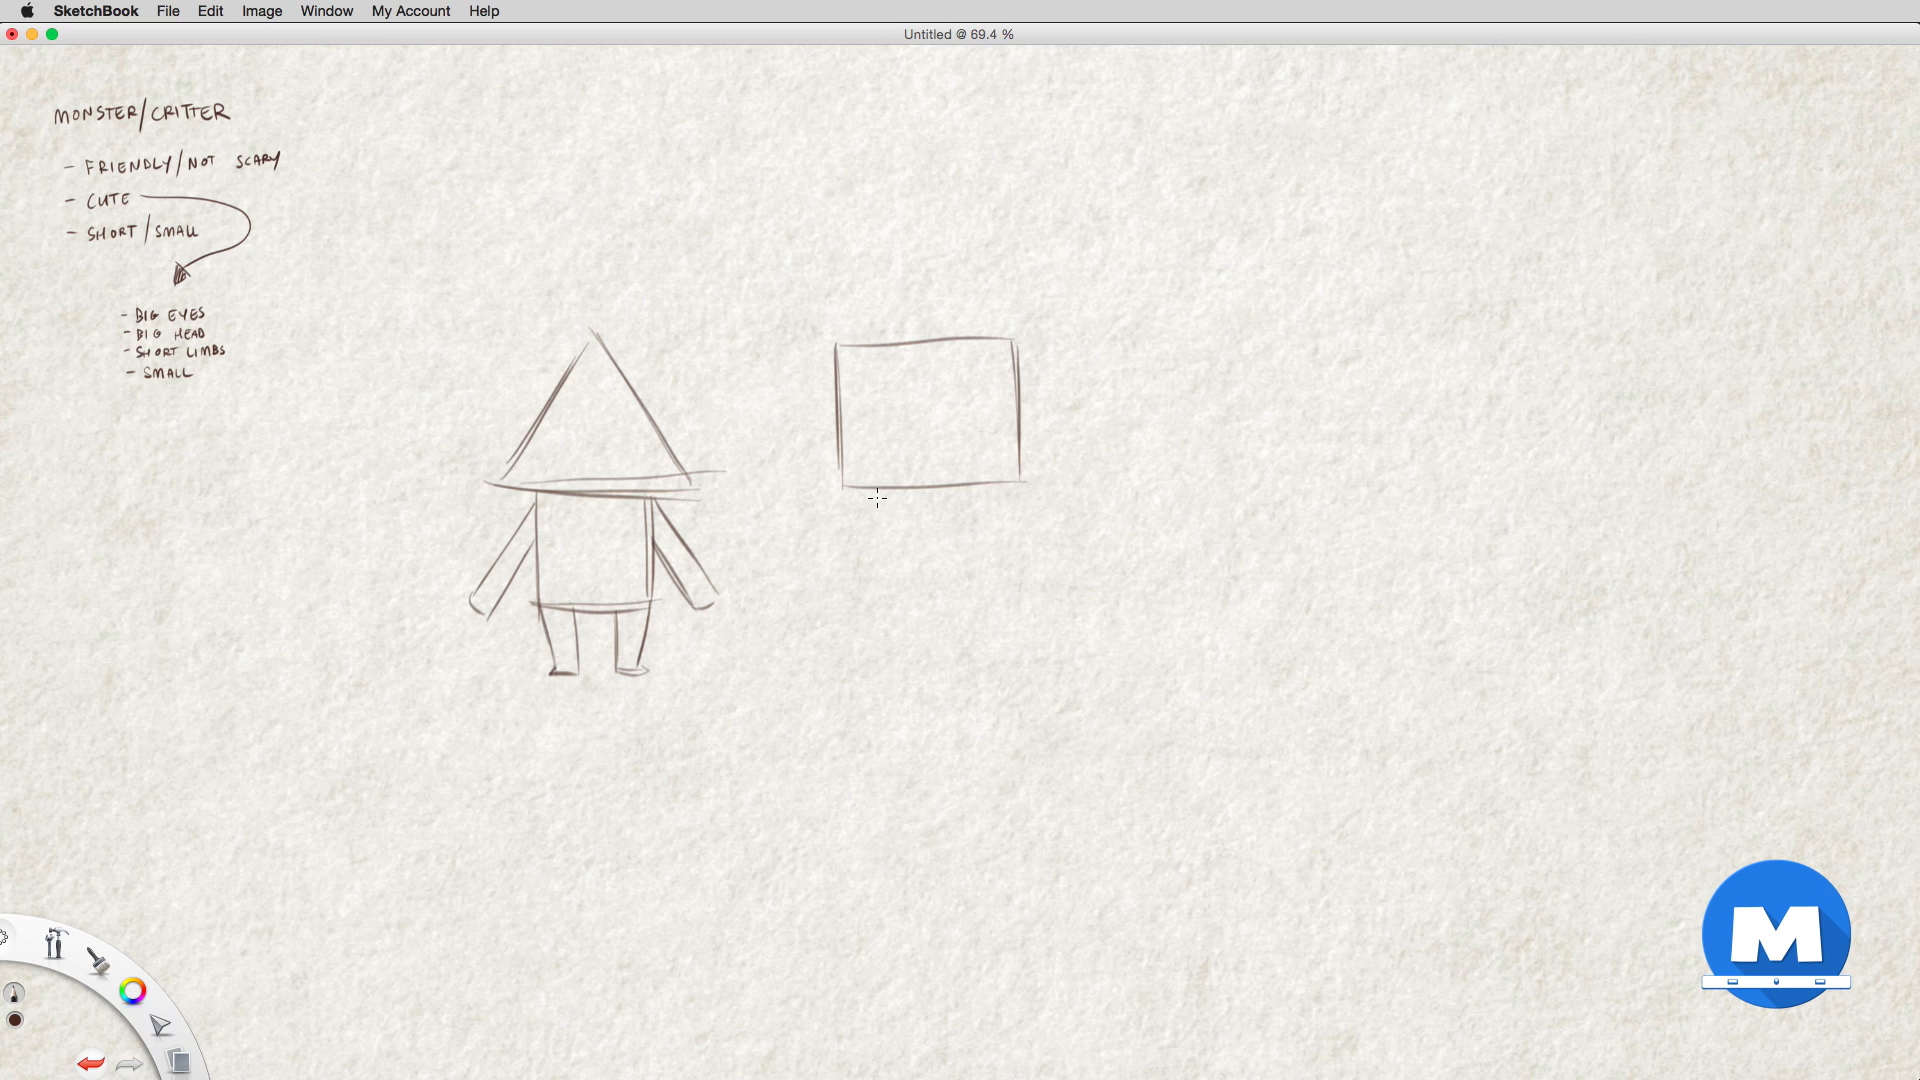 SketchBook File Edit Image Window My Account Help
Untitled @ 69.4 %
MONSTER/CRITTER
- FRIENDLY/NOT SCARY
- CUTE
- SHORT/SMALL
- BIG EYES
- BIG HEAD
- SHORT LIMBS
- SMALL
M